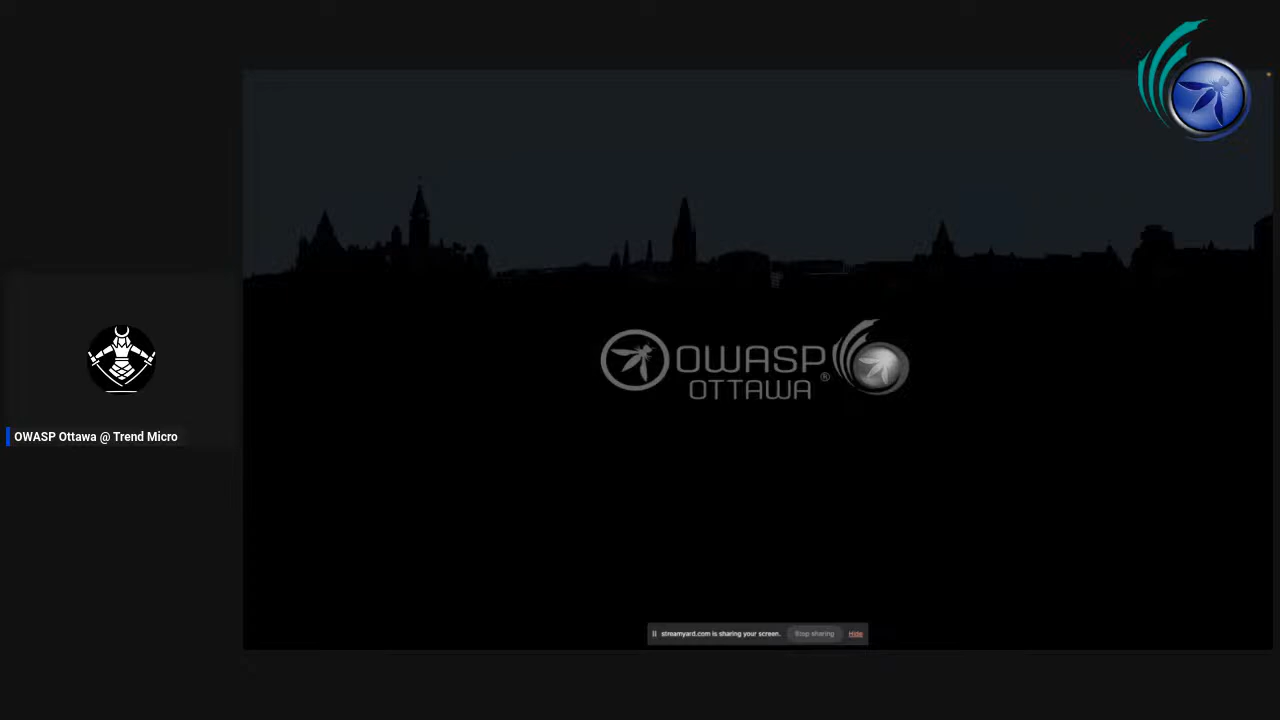 OWASP
OTTAWA
®
OWASP Ottawa @ Trend Micro
streamyard.com is sharing your screen. Stop sharing Hide